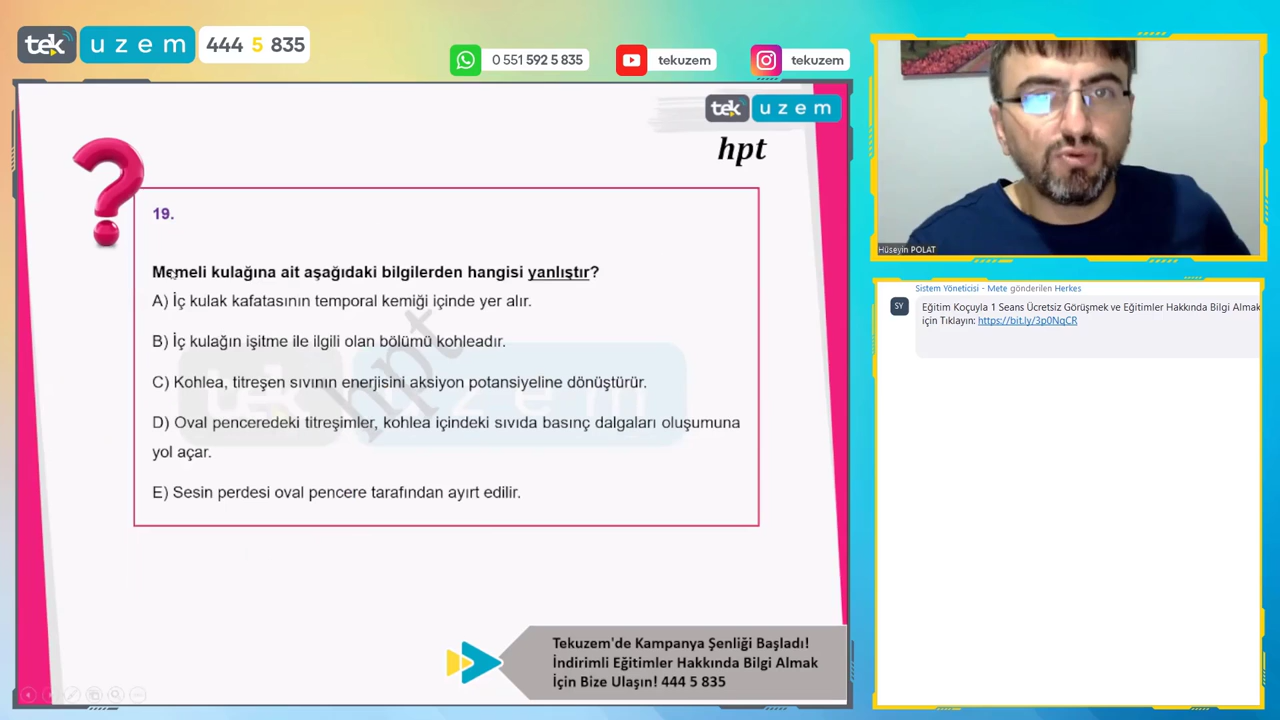 tek uzem 444 5 835
0 551 592 5 835
tekuzem
tekuzem
tek uzem
hpt
19.
Memeli kulağına ait aşağıdaki bilgilerden hangisi yanlıştır?
A) İç kulak kafatasının temporal kemiği içinde yer alır.
B) İç kulağın işitme ile ilgili olan bölümü kohleadır.
C) Kohlea, titreşen sıvının enerjisini aksiyon potansiyeline dönüştürür.
D) Oval penceredeki titreşimler, kohlea içindeki sıvıda basınç dalgaları oluşumuna
yol açar.
E) Sesin perdesi oval pencere tarafından ayırt edilir.
hpt
tek uzem
Tekuzem'de Kampanya Şenliği Başladı!
İndirimli Eğitimler Hakkında Bilgi Almak
İçin Bize Ulaşın! 444 5 835
Hüseyin POLAT
Sistem Yöneticisi - Mete gönderilen Herkes
SY
Eğitim Koçuyla 1 Seans Ücretsiz Görüşmek ve Eğitimler Hakkında Bilgi Almak
için Tıklayın: https://bit.ly/3p0NqCR